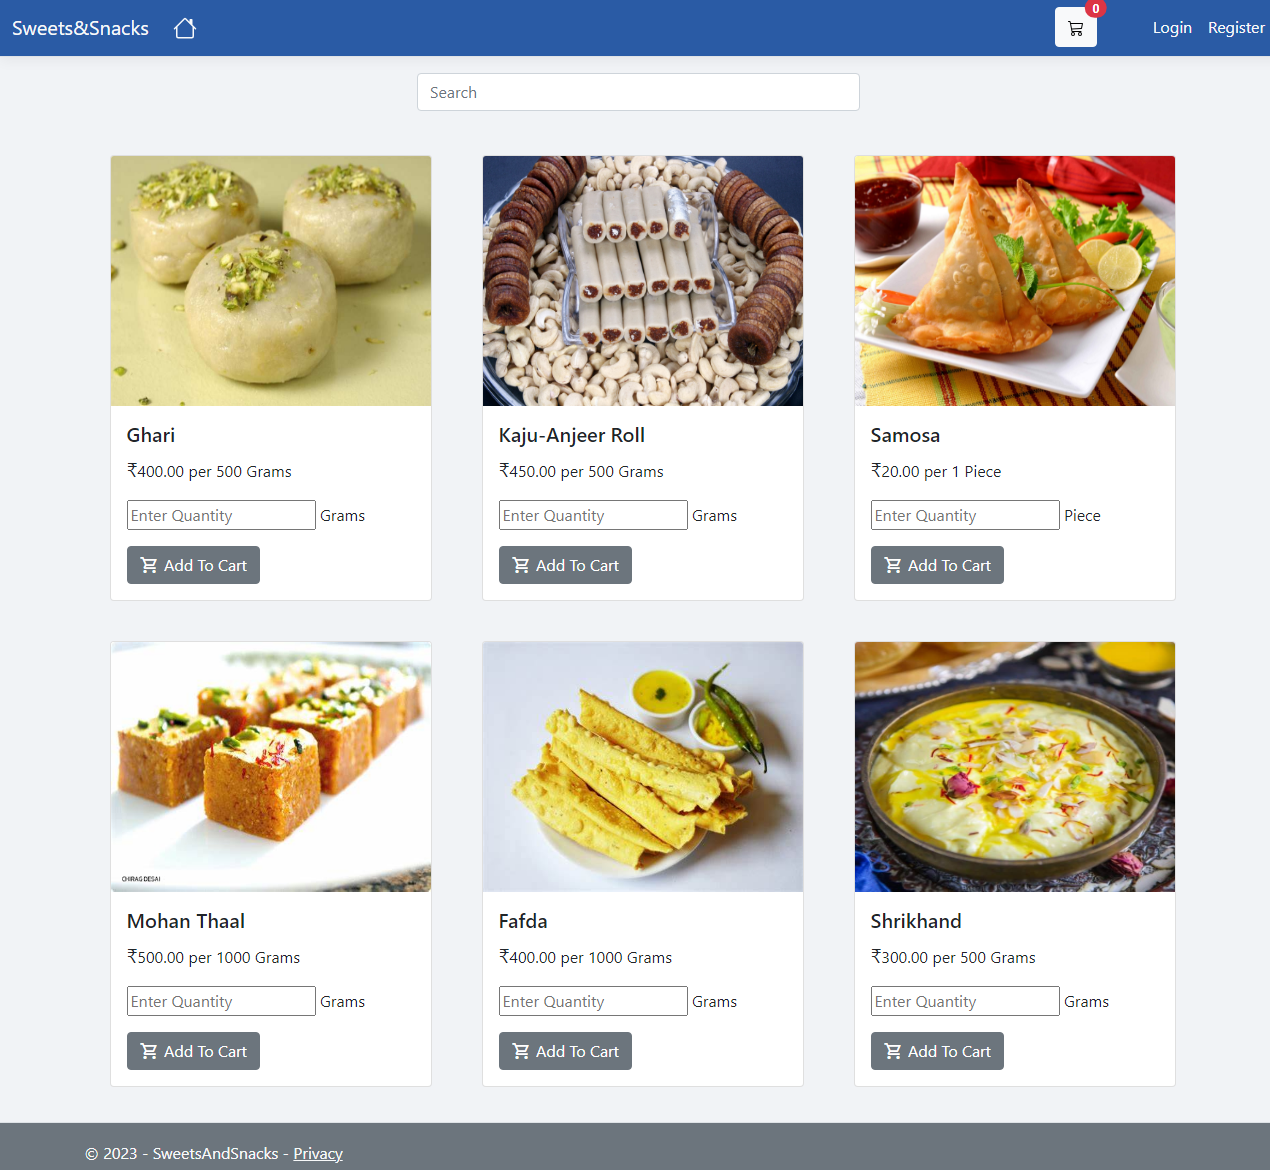 Sweets&Snacks
0
Login Register
Search
Ghari
₹400.00 per 500 Grams
Enter Quantity Grams
Add To Cart
Kaju-Anjeer Roll
₹450.00 per 500 Grams
Enter Quantity Grams
Add To Cart
Samosa
₹20.00 per 1 Piece
Enter Quantity Piece
Add To Cart
CHIRAG DESAI
Mohan Thaal
₹500.00 per 1000 Grams
Enter Quantity Grams
Add To Cart
Fafda
₹400.00 per 1000 Grams
Enter Quantity Grams
Add To Cart
Shrikhand
₹300.00 per 500 Grams
Enter Quantity Grams
Add To Cart
© 2023 - SweetsAndSnacks - Privacy